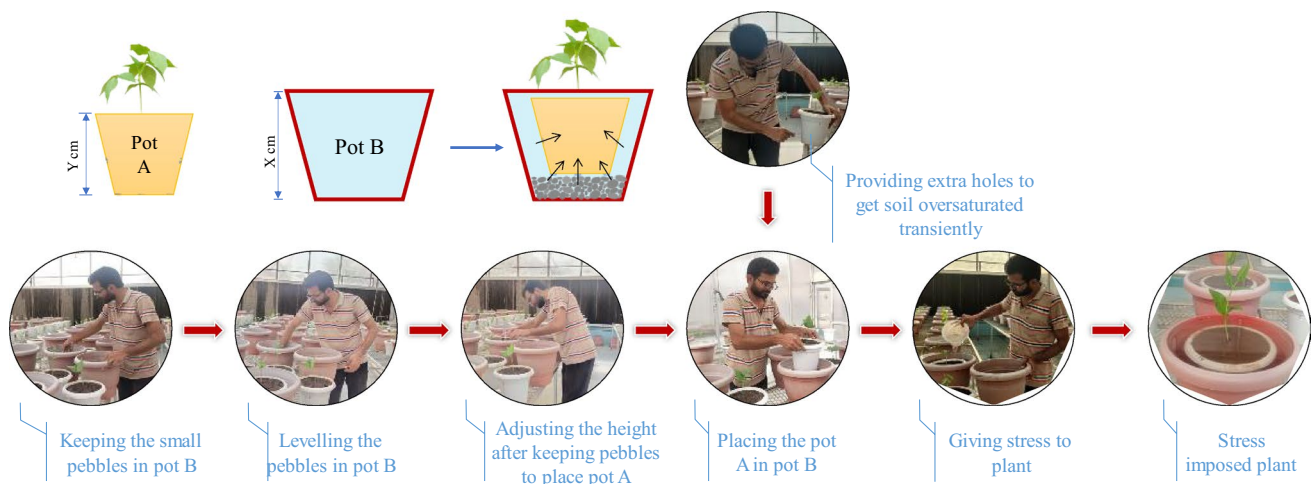 Y cm
Pot
A
X cm
Pot B
Providing extra holes to
get soil oversaturated
transiently
Keeping the small
pebbles in pot B
Levelling the
pebbles in pot B
Adjusting the height
after keeping pebbles
to place pot A
Placing the pot
A in pot B
Giving stress to
plant
Stress
imposed plant